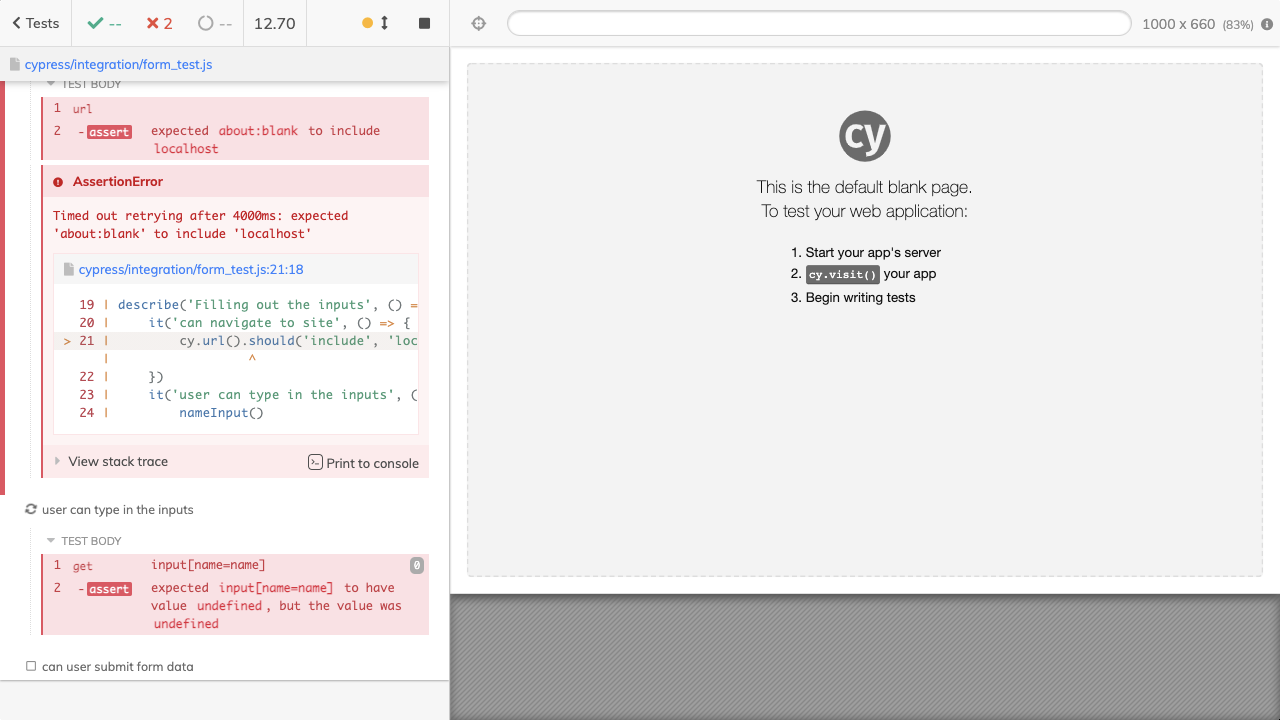 Tests
--
2
--
12.70
1000 x 660 (83%)
cypress/integration/form_test.js
TEST BODY
1 url
2 - assert expected about:blank to include
localhost
AssertionError
Timed out retrying after 4000ms: expected
'about:blank' to include 'localhost'
cypress/integration/form_test.js:21:18
19 | describe('Filling out the inputs', () =
20 | it('can navigate to site', () => {
> 21 | cy.url().should('include', 'loc
| ^
22 | })
23 | it('user can type in the inputs', (
24 | nameInput()
View stack trace
Print to console
user can type in the inputs
TEST BODY
1 get input[name=name] 0
2 - assert expected input[name=name] to have
value undefined, but the value was
undefined
can user submit form data
cy
This is the default blank page.
To test your web application:
1. Start your app's server
2. cy.visit() your app
3. Begin writing tests